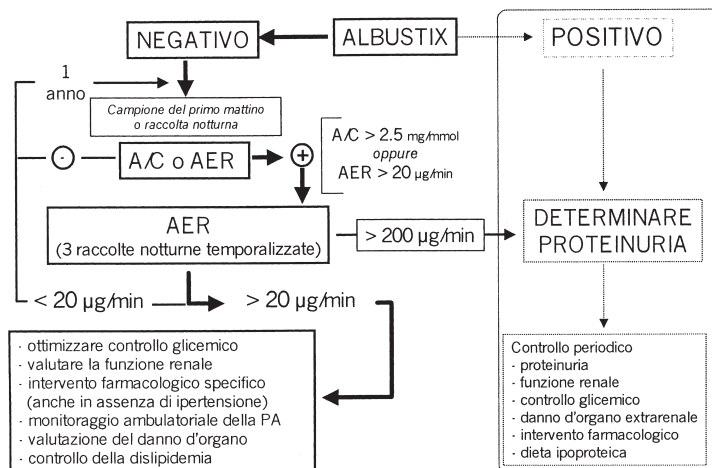 NEGATIVO
ALBUSTIX
POSITIVO
1
anno
Campione del primo mattino
o raccolta notturna
-
A/C o AER
+
A/C > 2.5 mg/mmol
oppure
AER > 20 µg/min
AER
(3 raccolte notturne temporalizzate)
> 200 µg/min
DETERMINARE
PROTEINURIA
< 20 µg/min
> 20 µg/min
· ottimizzare controllo glicemico
· valutare la funzione renale
· intervento farmacologico specifico
(anche in assenza di ipertensione)
· monitoraggio ambulatoriale della PA
· valutazione del danno d'organo
· controllo della dislipidemia
Controllo periodico
· proteinuria
· funzione renale
· controllo glicemico
· danno d'organo extrarenale
· intervento farmacologico
· dieta ipoproteica